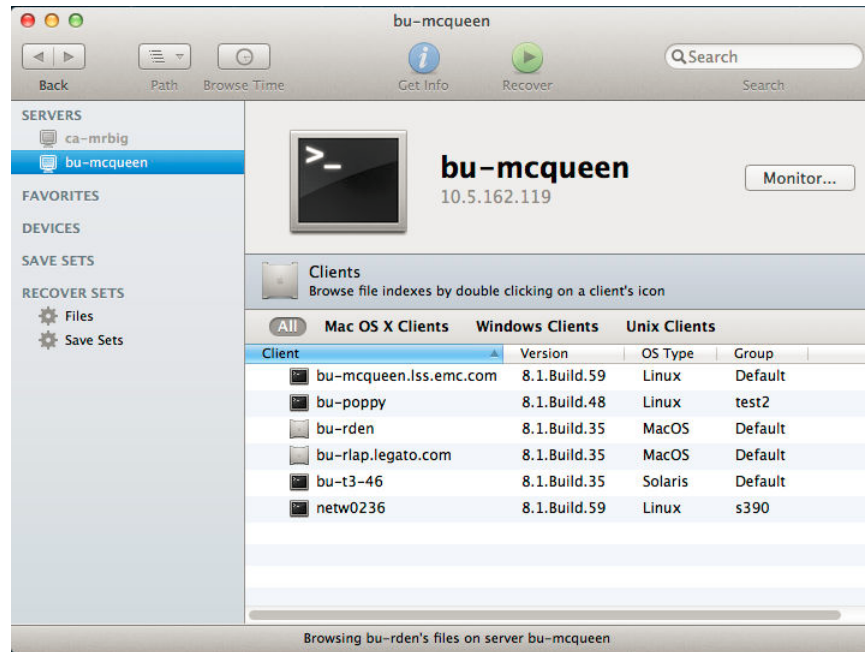 bu-mcqueen
Back Path Browse Time Get Info Recover Search
Search
SERVERS
ca-mrbig
bu-mcqueen
FAVORITES
DEVICES
SAVE SETS
RECOVER SETS
Files
Save Sets
>_
bu-mcqueen
10.5.162.119
Monitor...
Clients
Browse file indexes by double clicking on a client's icon
All Mac OS X Clients Windows Clients Unix Clients
Client Version OS Type Group
bu-mcqueen.lss.emc.com 8.1.Build.59 Linux Default
bu-poppy 8.1.Build.48 Linux test2
bu-rden 8.1.Build.35 MacOS Default
bu-rlap.legato.com 8.1.Build.35 MacOS Default
bu-t3-46 8.1.Build.35 Solaris Default
netw0236 8.1.Build.59 Linux s390
Browsing bu-rden's files on server bu-mcqueen